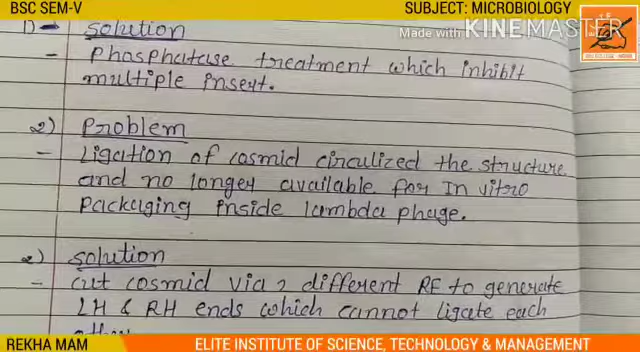 BSC SEM-V
SUBJECT: MICROBIOLOGY
Made with KINEMASTER
1) Solution
- Phosphatase treatment which inhibit
multiple insert.
2) Problem
- Ligation of cosmid circulized the structure
and no longer available for In vitro
Packaging inside lambda phage.
2) Solution
- cut cosmid via 2 different RE to generate
LH & RH ends which cannot ligate each
other
REKHA MAM
ELITE INSTITUTE OF SCIENCE, TECHNOLOGY & MANAGEMENT